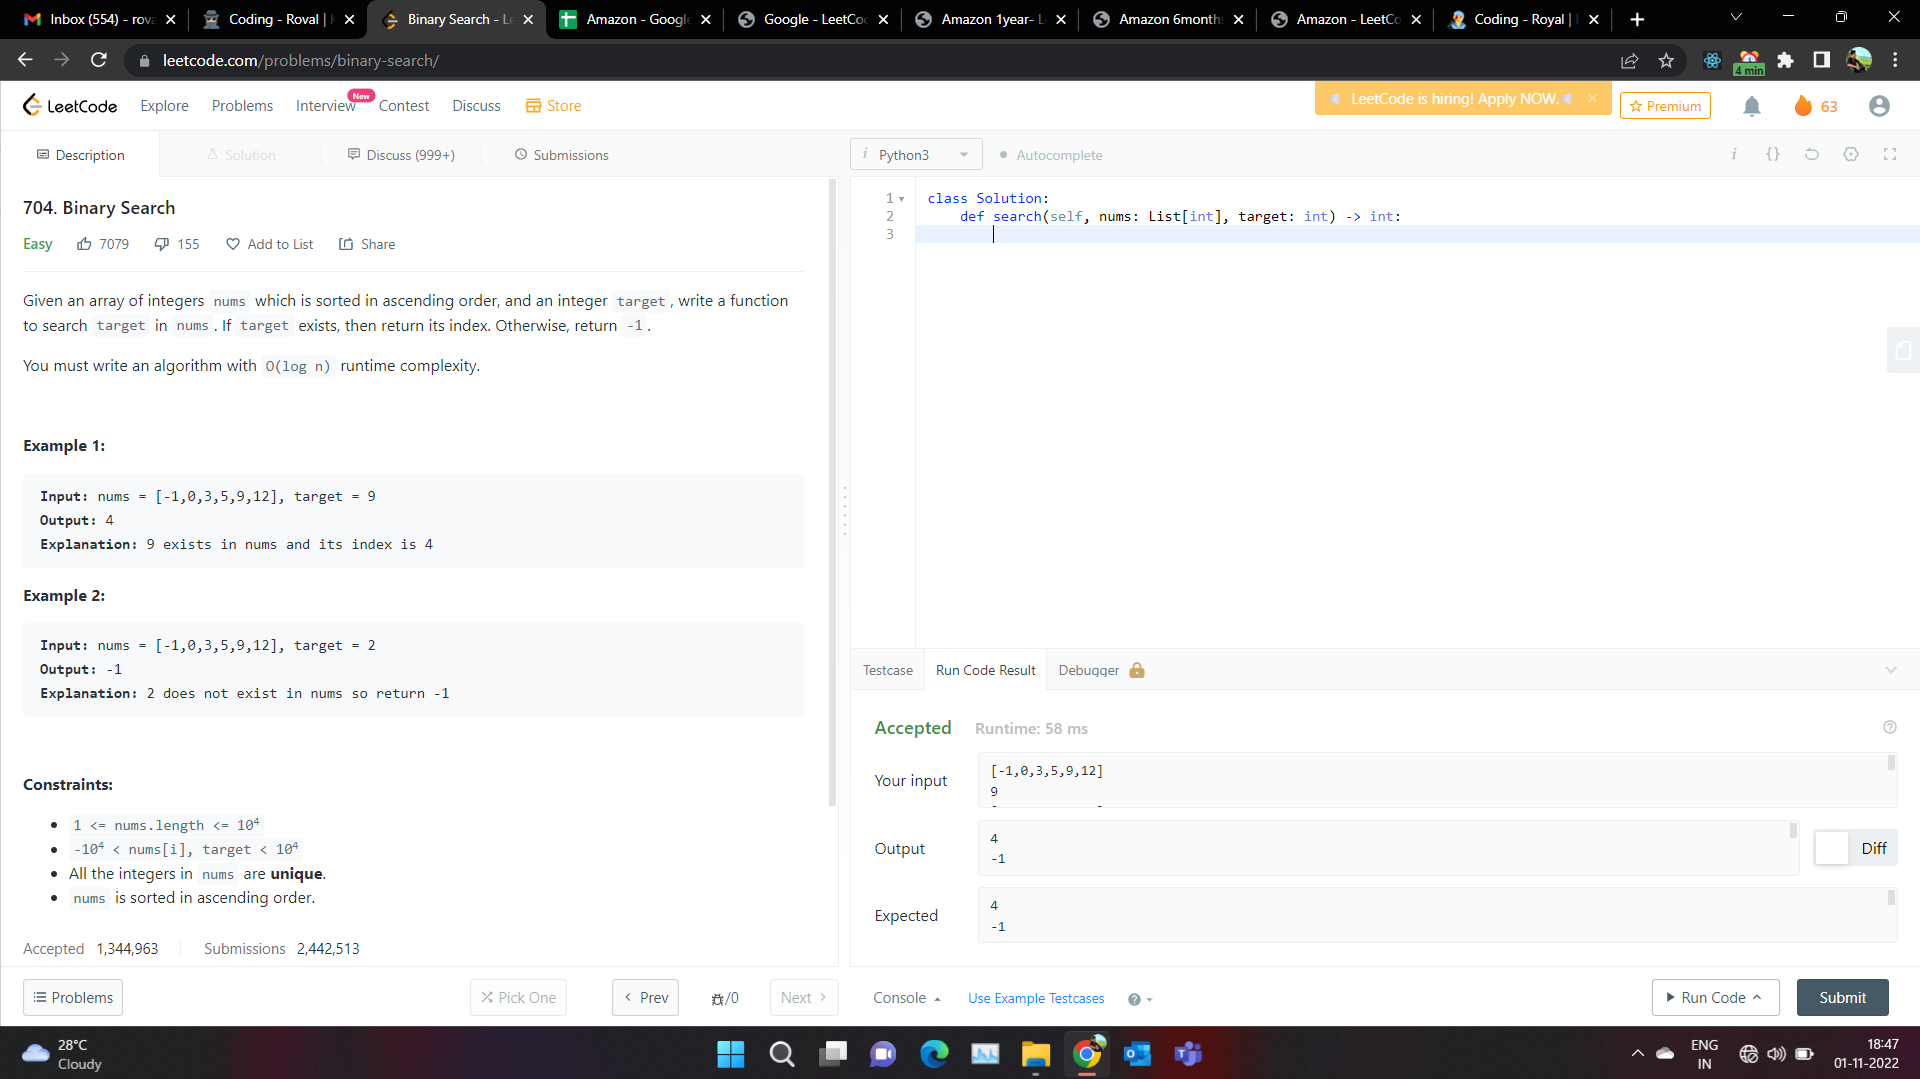 Inbox (554) - rova
Coding - Roval |
Binary Search - Le
Amazon - Google
Google - LeetCod
Amazon 1year- L
Amazon 6months
Amazon - LeetCo
Coding - Royal |
leetcode.com/problems/binary-search/
4 min
LeetCode
Explore
Problems
Interview
New
Contest
Discuss
Store
LeetCode is hiring! Apply NOW.
Premium
63
Description
Solution
Discuss (999+)
Submissions
i Python3
Autocomplete
704. Binary Search
Easy 7079 155 Add to List Share
Given an array of integers nums which is sorted in ascending order, and an integer target, write a function
to search target in nums. If target exists, then return its index. Otherwise, return -1.
You must write an algorithm with O(log n) runtime complexity.
Example 1:
Input: nums = [-1,0,3,5,9,12], target = 9
Output: 4
Explanation: 9 exists in nums and its index is 4
Example 2:
Input: nums = [-1,0,3,5,9,12], target = 2
Output: -1
Explanation: 2 does not exist in nums so return -1
Constraints:
• 1 <= nums.length <= 10⁴
• -10⁴ < nums[i], target < 10⁴
• All the integers in nums are unique.
• nums is sorted in ascending order.
Accepted 1,344,963 Submissions 2,442,513
Problems
Pick One
Prev
/0
Next
1 class Solution:
2 def search(self, nums: List[int], target: int) -> int:
3
Testcase
Run Code Result
Debugger
Accepted Runtime: 58 ms
Your input
[-1,0,3,5,9,12]
9
Output
4
-1
Diff
Expected
4
-1
Console
Use Example Testcases
Run Code
Submit
28°C
Cloudy
ENG
IN
18:47
01-11-2022